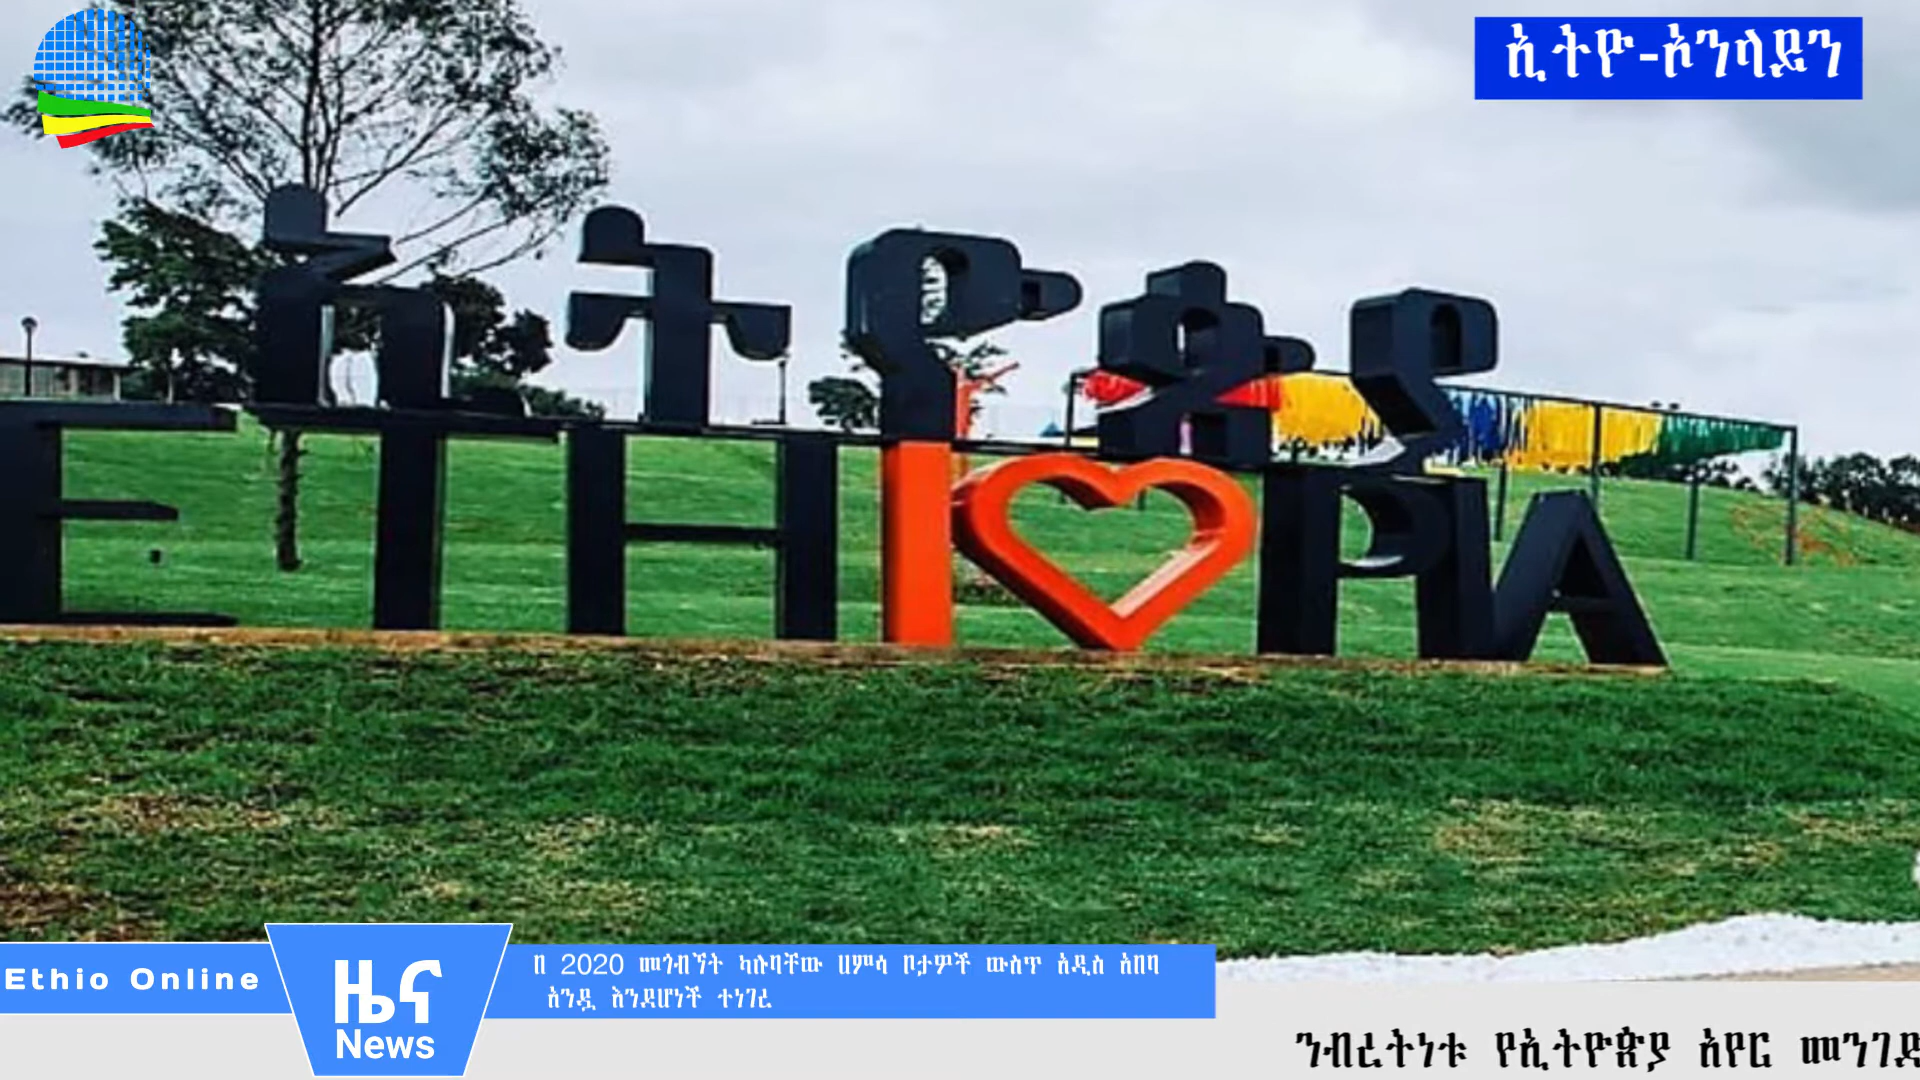 ኢትዮ-ኦንላይን
ኢትዮጵያ
ETHIOPIA
Ethio Online
ዜና
News
በ 2020 መጎብኘት ካሉባቸው ሀምሳ ቦታዎች ውስጥ አዲስ አበባ
አንዷ እንደሆነች ተነገረ
ንብረትነቱ የኢትዮጵያ አየር መንገድ